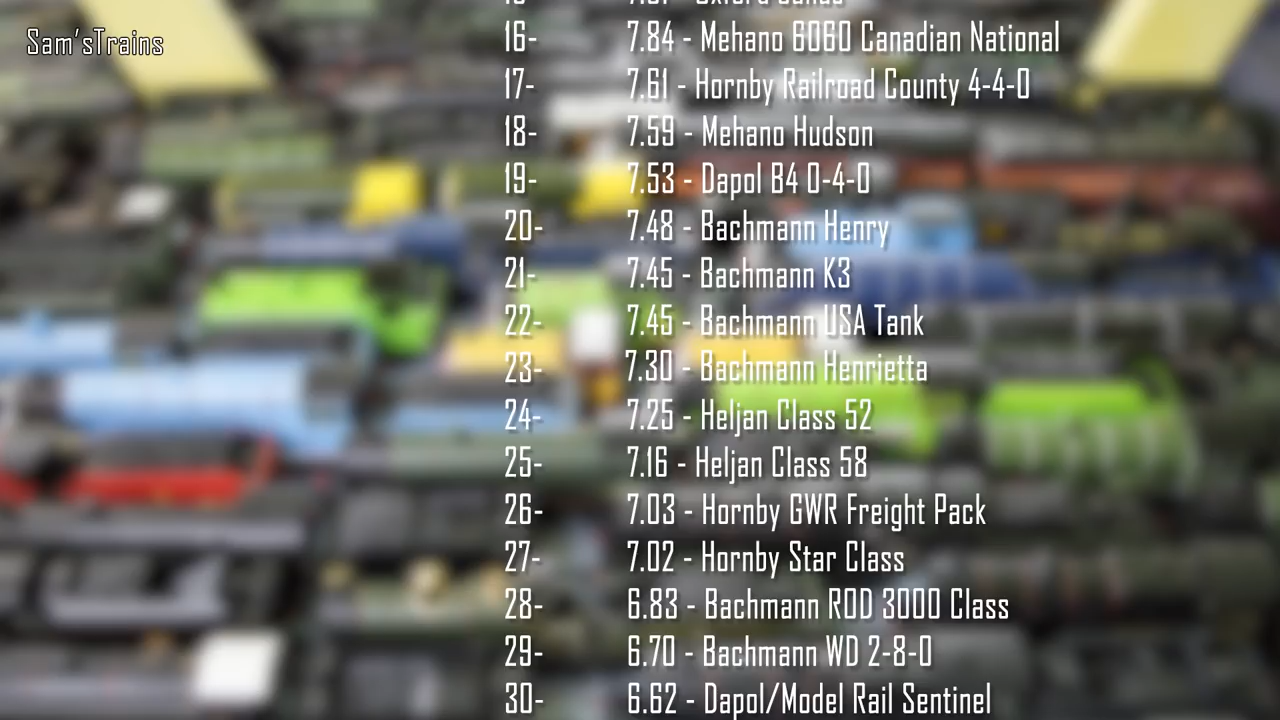 Sam'sTrains
16- 7.84 - Mehano 6060 Canadian National
17- 7.61 - Hornby Railroad County 4-4-0
18- 7.59 - Mehano Hudson
19- 7.53 - Dapol B4 0-4-0
20- 7.48 - Bachmann Henry
21- 7.45 - Bachmann K3
22- 7.45 - Bachmann USA Tank
23- 7.30 - Bachmann Henrietta
24- 7.25 - Heljan Class 52
25- 7.16 - Heljan Class 58
26- 7.03 - Hornby GWR Freight Pack
27- 7.02 - Hornby Star Class
28- 6.83 - Bachmann ROD 3000 Class
29- 6.70 - Bachmann WD 2-8-0
30- 6.62 - Dapol/Model Rail Sentinel